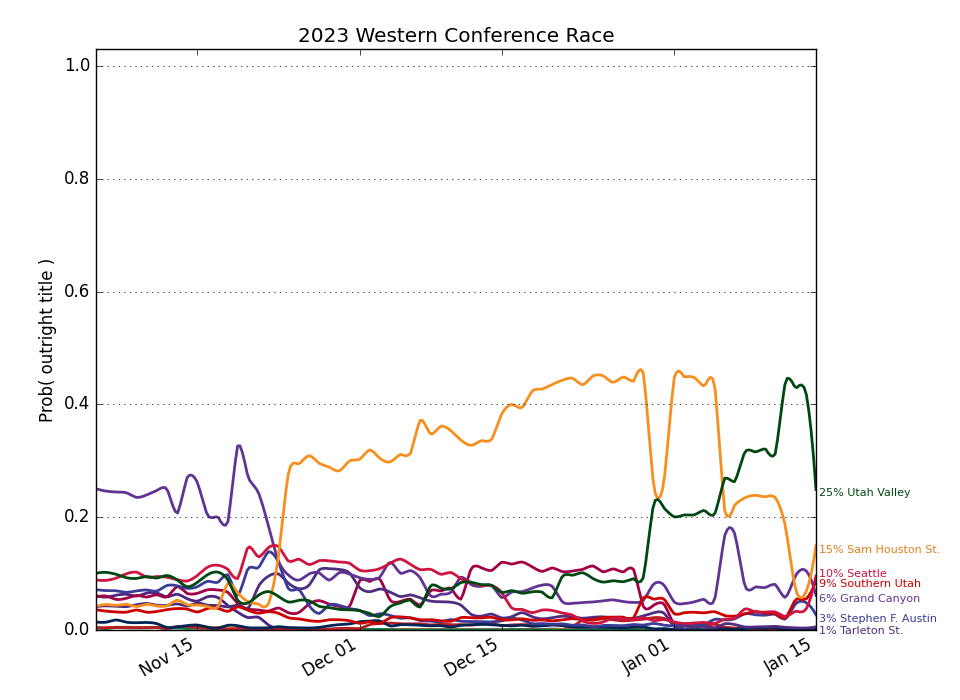 2023 Western Conference Race
Prob( outright title )
1.0
0.8
0.6
0.4
0.2
0.0
25% Utah Valley
15% Sam Houston St.
10% Seattle
9% Southern Utah
6% Grand Canyon
3% Stephen F. Austin
1% Tarleton St.
Nov 15
Dec 01
Dec 15
Jan 01
Jan 15